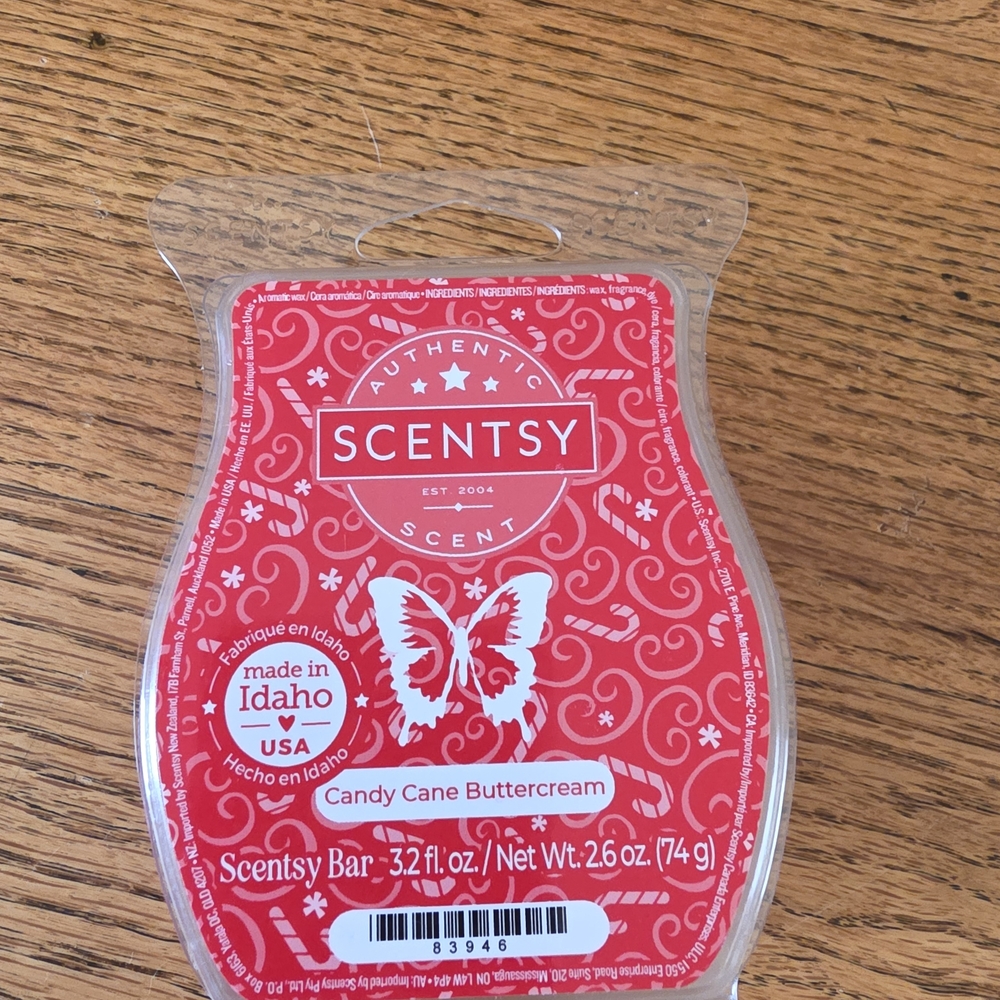 Aromatic wax / Cera aromática / Cire aromatique • INGREDIENTS / INGREDIENTES / INGRÉDIENTS : wax, fragrance, dye / cera, fragancia, colorante / cire, fragrance, colorant • U.S.: Scentsy, Inc., 2701 E. Pine Ave., Meridian, ID 83642 • CA: Imported by/Importé par Scentsy Canada Enterprises, ULC, 1550 Enterprise Road, Suite 210, Mississauga, ON, L4W 4P4 • AU: Imported by Scentsy Pty Ltd., P.O. Box 6163, Yatala DC, QLD 4207 • NZ: Imported by Scentsy New Zealand, 17B Farnham St., Parnell, Auckland 1052 • Made in USA / Hecho en EE. UU. / Fabriqué aux États-Unis •
AUTHENTIC
SCENTSY
EST. 2004
SCENT
Fabriqué en Idaho
made in
Idaho
USA
Hecho en Idaho
Candy Cane Buttercream
Scentsy Bar 3.2 fl. oz. / Net Wt. 2.6 oz. (74 g)
83946